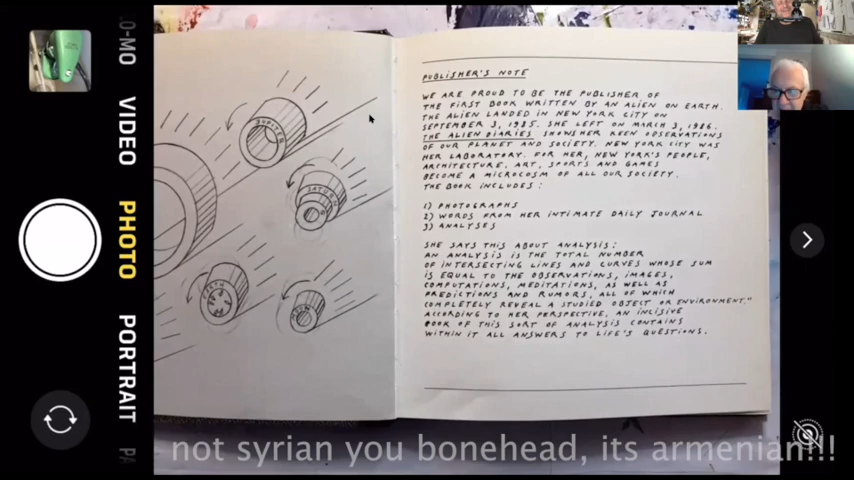 LO-MO
VIDEO
PHOTO
PORTRAIT
PA
JUPITER
SATURN
EARTH
PUBLISHER'S NOTE
WE ARE PROUD TO BE THE PUBLISHER OF
THE FIRST BOOK WRITTEN BY AN ALIEN ON EARTH.
THE ALIEN LANDED IN NEW YORK CITY ON
SEPTEMBER 3, 1985. SHE LEFT ON MARCH 3, 1986.
THE ALIEN DIARIES SHOWS HER KEEN OBSERVATIONS
OF OUR PLANET AND SOCIETY. NEW YORK CITY WAS
HER LABORATORY. FOR HER, NEW YORK'S PEOPLE,
ARCHITECTURE, ART, SPORTS AND GAMES
BECOME A MICROCOSM OF ALL OUR SOCIETY.
THE BOOK INCLUDES:
1) PHOTOGRAPHS
2) WORDS FROM HER INTIMATE DAILY JOURNAL
3) ANALYSES
SHE SAYS THIS ABOUT ANALYSIS:
AN ANALYSIS IS THE TOTAL NUMBER
OF INTERSECTING LINES AND CURVES WHOSE SUM
IS EQUAL TO THE OBSERVATIONS, IMAGES,
COMPUTATIONS, MEDITATIONS, AS WELL AS
PREDICTIONS AND RUMORS, ALL OF WHICH
COMPLETELY REVEAL A STUDIED OBJECT OR ENVIRONMENT."
ACCORDING TO HER PERSPECTIVE, AN INCISIVE
BOOK OF THIS SORT OF ANALYSIS CONTAINS
WITHIN IT ALL ANSWERS TO LIFE'S QUESTIONS.
not syrian you bonehead, its armenian!!!